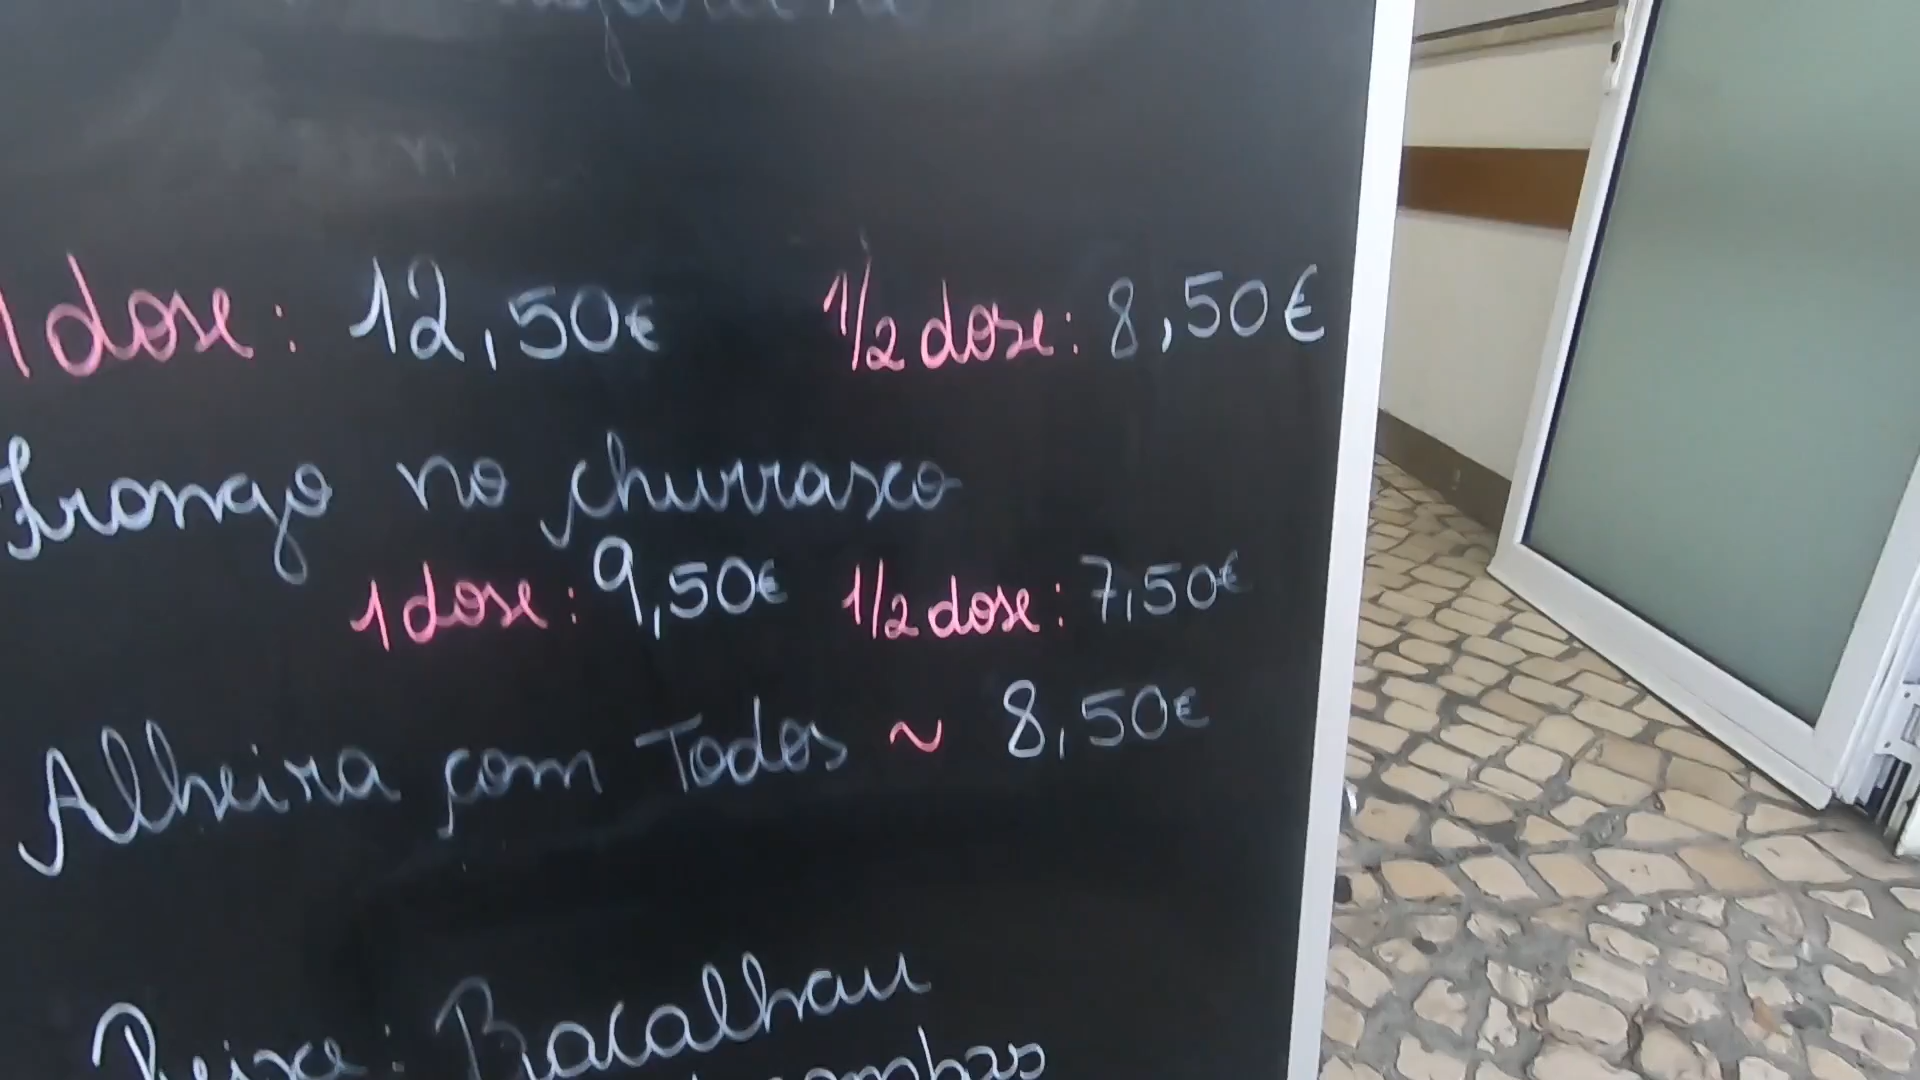 1 dose: 12,50€ 1/2 dose: 8,50€
Frango no churrasco
1 dose: 9,50€ 1/2 dose: 7,50€
Alheira com Todos ~ 8,50€
Peixe: Bacalhau